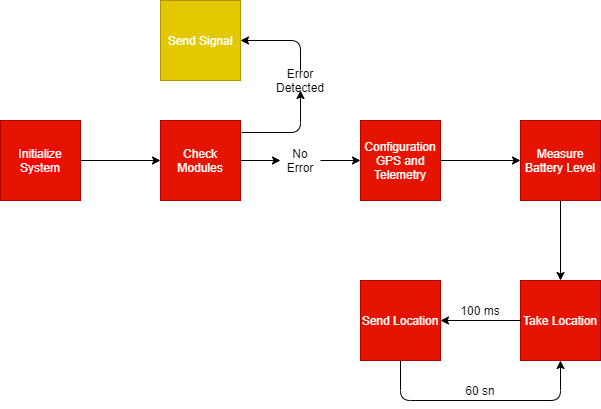 Send Signal
Error
Detected
Initialize
System
Check
Modules
No
Error
Configuration
GPS and
Telemetry
Measure
Battery Level
Send Location
100 ms
Take Location
60 sn